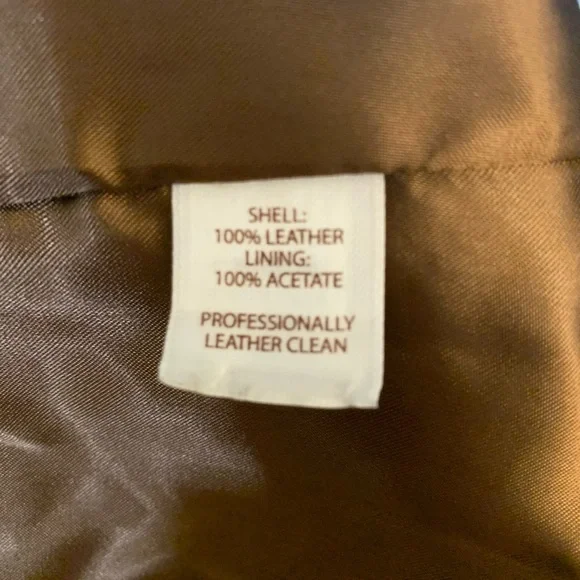 SHELL:
100% LEATHER
LINING:
100% ACETATE
PROFESSIONALLY
LEATHER CLEAN